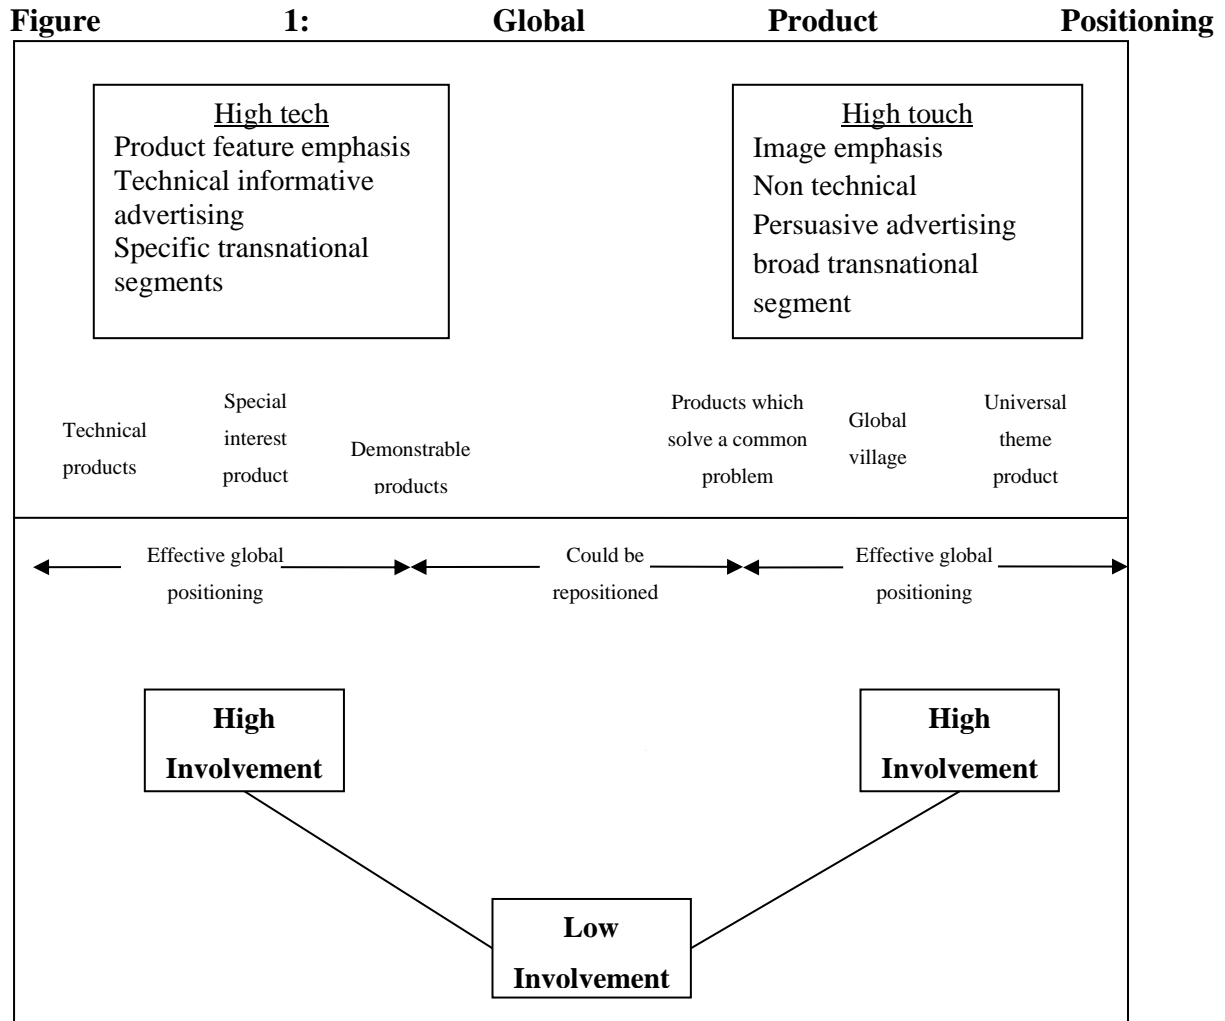 Figure 1: Global Product Positioning
High tech
Product feature emphasis
Technical informative
advertising
Specific transnational
segments
High touch
Image emphasis
Non technical
Persuasive advertising
broad transnational
segment
Technical
products
Special
interest
product
Demonstrable
products
Products which
solve a common
problem
Global
village
Universal
theme
product
Effective global
positioning
Could be
repositioned
Effective global
positioning
High
Involvement
High
Involvement
Low
Involvement